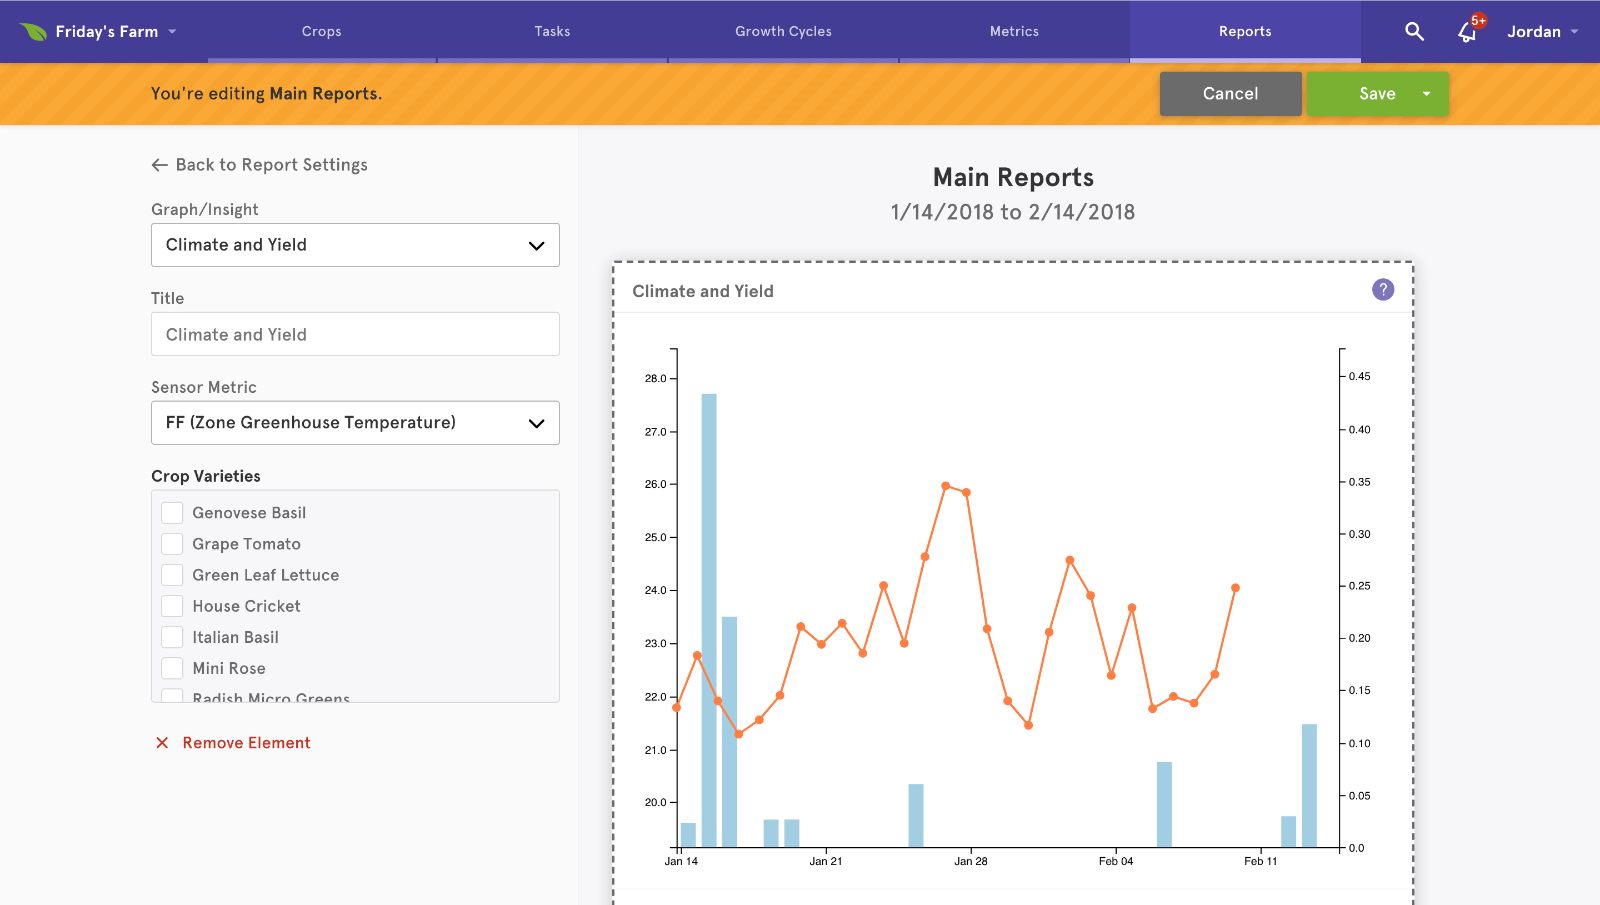 Friday's Farm
Crops
Tasks
Growth Cycles
Metrics
Reports
5+
Jordan
You're editing Main Reports.
Cancel
Save
Back to Report Settings
Graph/Insight
Climate and Yield
Title
Climate and Yield
Sensor Metric
FF (Zone Greenhouse Temperature)
Crop Varieties
Genovese Basil
Grape Tomato
Green Leaf Lettuce
House Cricket
Italian Basil
Mini Rose
Radish Micro Greens
Remove Element
Main Reports
1/14/2018 to 2/14/2018
Climate and Yield
?
28.0
27.0
26.0
25.0
24.0
23.0
22.0
21.0
20.0
0.45
0.40
0.35
0.30
0.25
0.20
0.15
0.10
0.05
0.0
Jan 14
Jan 21
Jan 28
Feb 04
Feb 11